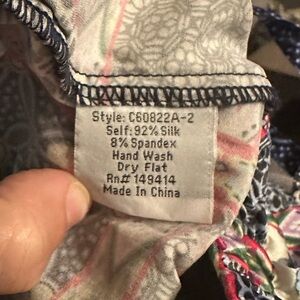 Style: C60822A-2
Self: 92% Silk
8% Spandex
Hand Wash
Dry Flat
Rn# 149414
Made In China